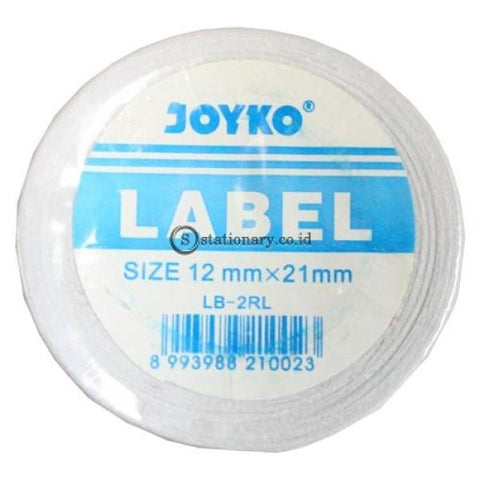 JOYKO®
LABEL
S stationary.co.id
SIZE 12 mm×21mm
LB-2RL
8 993988 210023